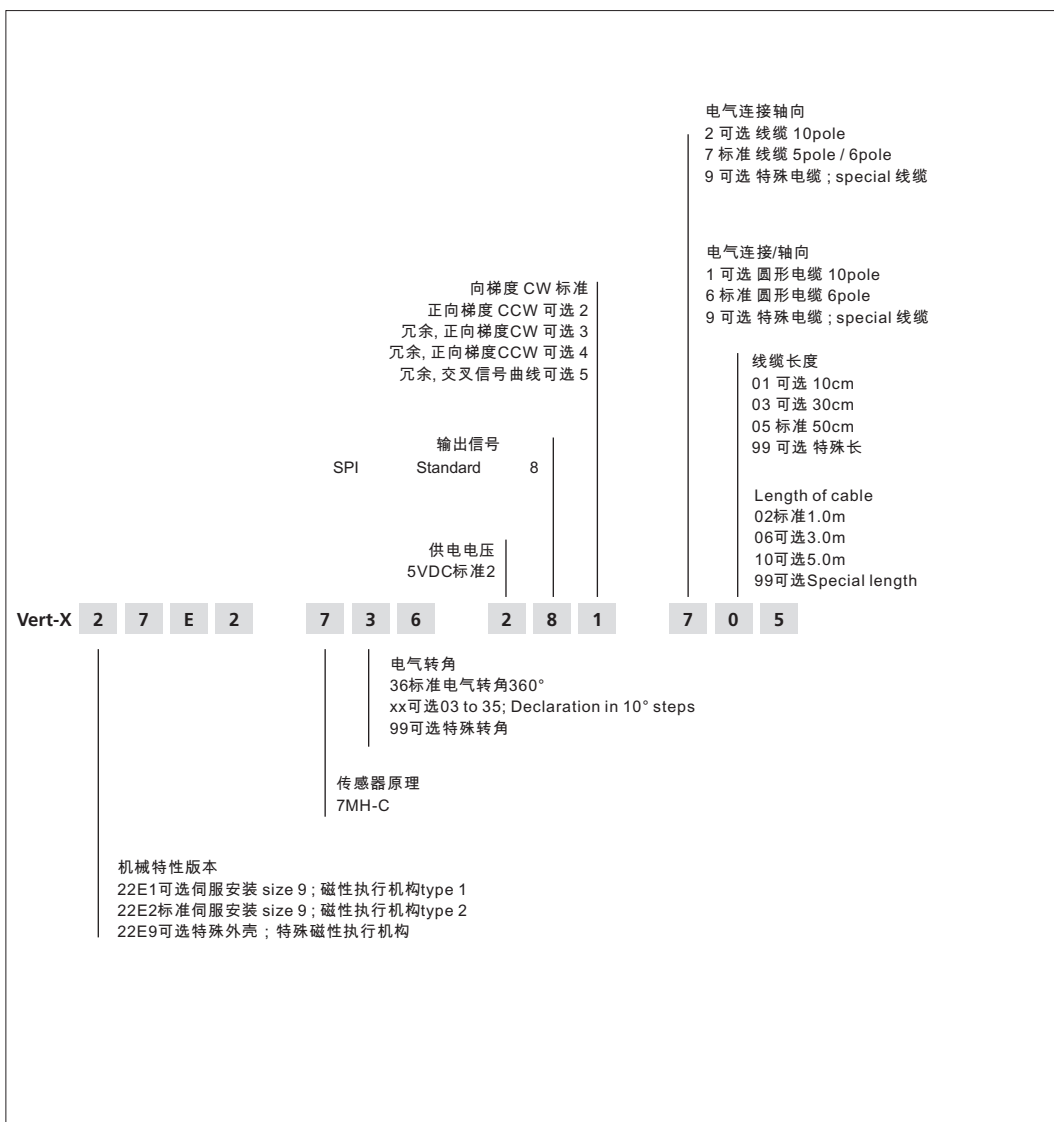 电气连接轴向
2 可选 线缆 10pole
7 标准 线缆 5pole / 6pole
9 可选 特殊电缆 ; special 线缆
电气连接/轴向
1 可选 圆形电缆 10pole
6 标准 圆形电缆 6pole
9 可选 特殊电缆 ; special 线缆
向梯度 CW 标准
正向梯度 CCW 可选 2
冗余, 正向梯度CW 可选 3
冗余, 正向梯度CCW 可选 4
冗余, 交叉信号曲线可选 5
线缆长度
01 可选 10cm
03 可选 30cm
05 标准 50cm
99 可选 特殊长
输出信号
SPI Standard 8
Length of cable
02标准1.0m
06可选3.0m
10可选5.0m
99可选Special length
供电电压
5VDC标准2
Vert-X 2 7 E 2 7 3 6 2 8 1 7 0 5
电气转角
36标准电气转角360°
xx可选03 to 35; Declaration in 10° steps
99可选特殊转角
传感器原理
7MH-C
机械特性版本
22E1可选伺服安装 size 9 ; 磁性执行机构type 1
22E2标准伺服安装 size 9 ; 磁性执行机构type 2
22E9可选特殊外壳 ; 特殊磁性执行机构